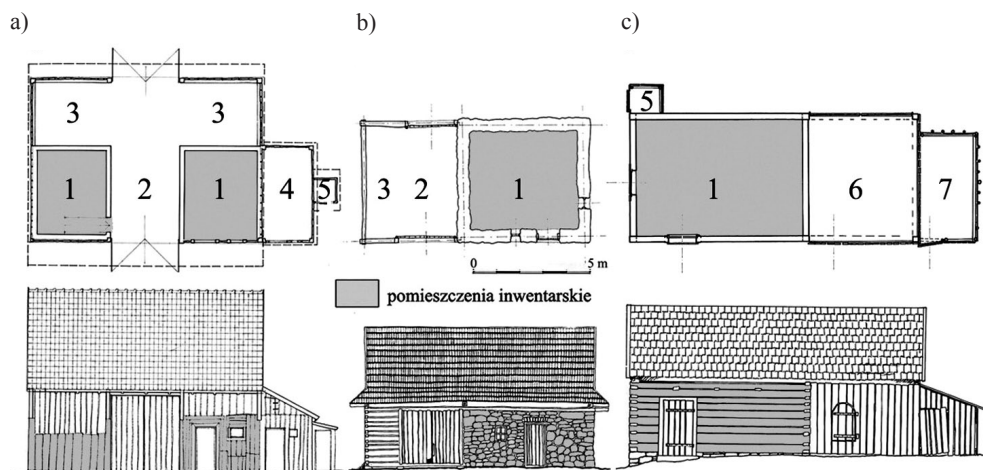 a)
b)
c)
3 3
1 2 1 4 5
3 2 1
0 5 m
5
1 6 7
pomieszczenia inwentarskie